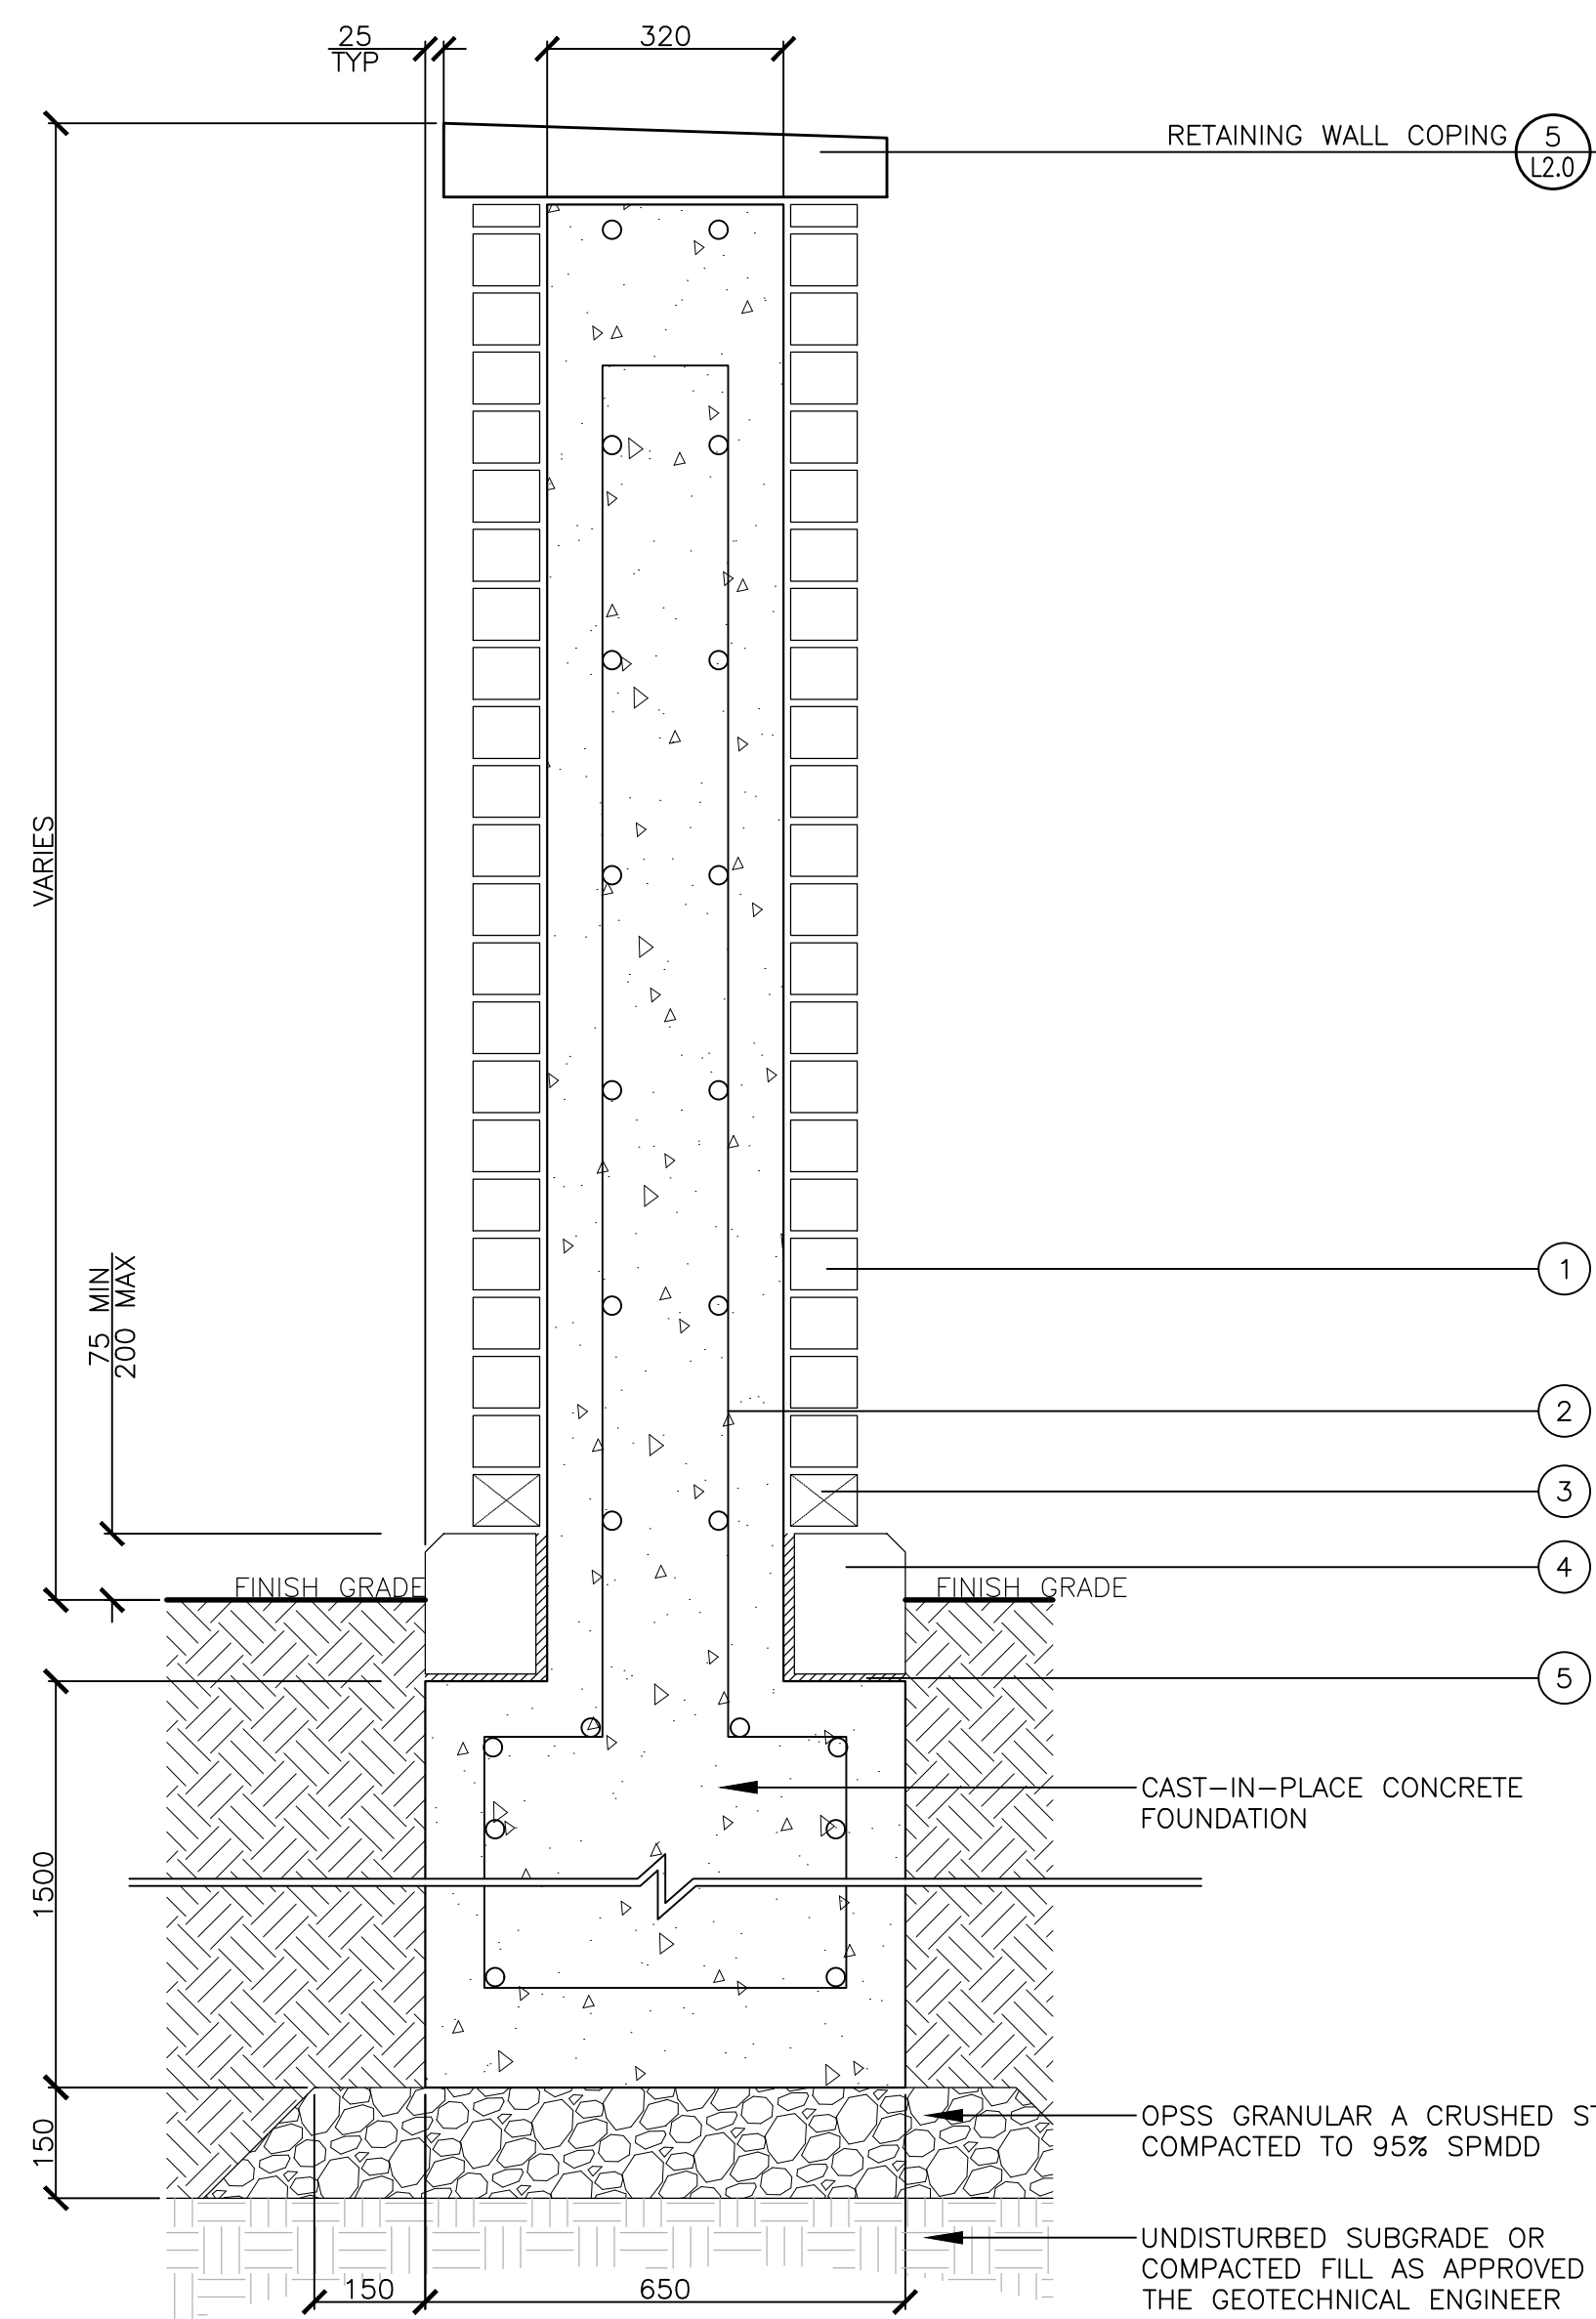 25
TYP
320
RETAINING WALL COPING
5
L2.0
VARIES
75 MIN
200 MAX
1
2
3
4
FINISH GRADE
FINISH GRADE
5
CAST-IN-PLACE CONCRETE
FOUNDATION
1500
OPSS GRANULAR A CRUSHED
COMPACTED TO 95% SPMDD
150
UNDISTURBED SUBGRADE OR
COMPACTED FILL AS APPROVED
THE GEOTECHNICAL ENGINEER
150
650